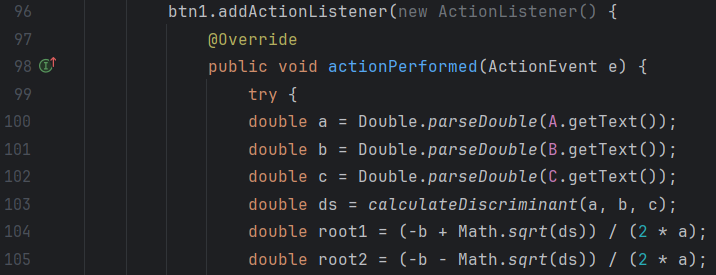 96 btn1.addActionListener(new ActionListener() {
97 @Override
98 public void actionPerformed(ActionEvent e) {
99 try {
100 double a = Double.parseDouble(A.getText());
101 double b = Double.parseDouble(B.getText());
102 double c = Double.parseDouble(C.getText());
103 double ds = calculateDiscriminant(a, b, c);
104 double root1 = (-b + Math.sqrt(ds)) / (2 * a);
105 double root2 = (-b - Math.sqrt(ds)) / (2 * a);